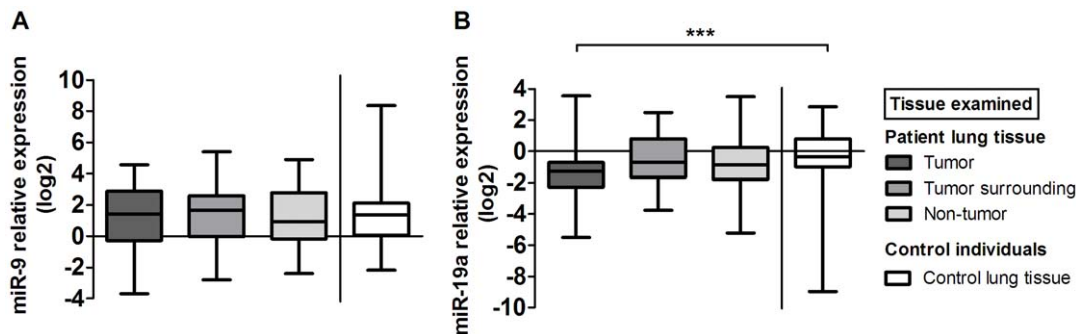 A
miR-9 relative expression
(log2)
10
8
6
4
2
0
-2
-4
B
***
miR-19a relative expression
(log2)
4
2
0
-2
-4
-6
-8
-10
Tissue examined
Patient lung tissue
Tumor
Tumor surrounding
Non-tumor
Control individuals
Control lung tissue